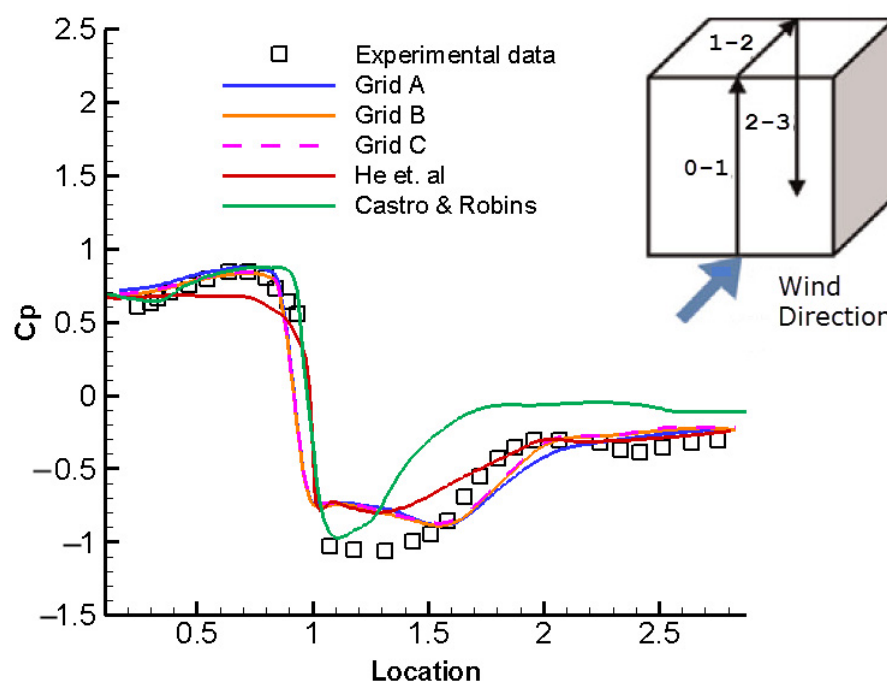 2.5
2
1.5
1
0.5
0
−0.5
−1
−1.5
Cp
Experimental data
Grid A
Grid B
Grid C
He et. al
Castro & Robins
0.5
1
1.5
2
2.5
Location
1-2
2-3
0-1
Wind
Direction